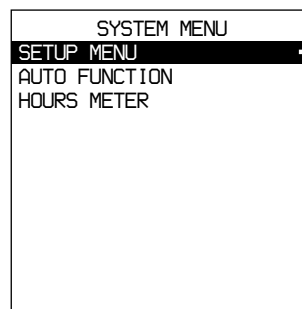 SYSTEM MENU
SETUP MENU
AUTO FUNCTION
HOURS METER